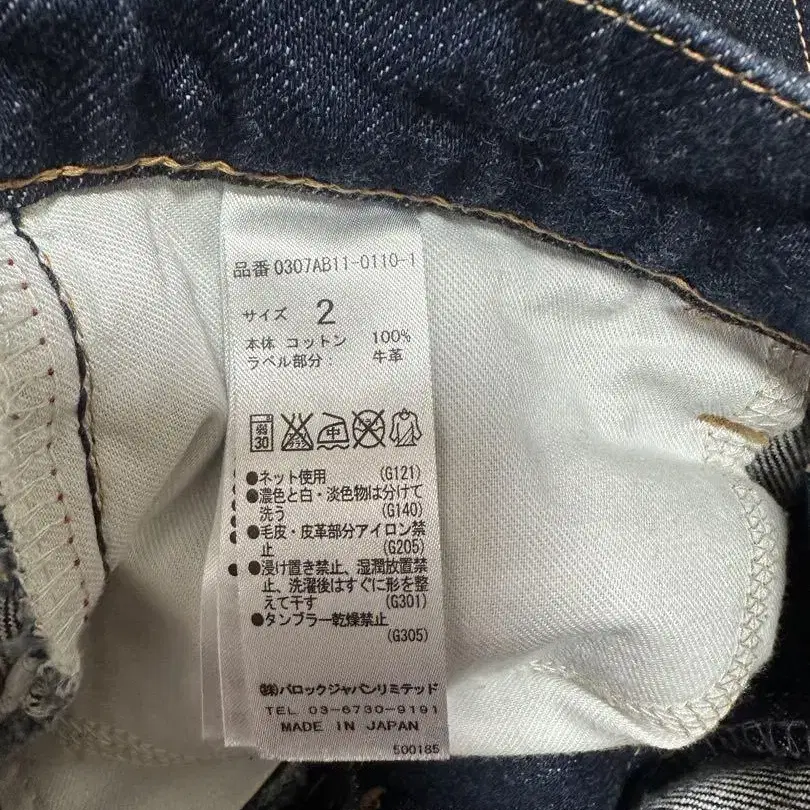 品番 0307AB11-0110-1
サイズ 2
本体 コットン 100%
ラベル部分: 牛革
弱 30 中
●ネット使用 (G121)
●濃色と白・淡色物は分けて
洗う (G140)
●毛皮・皮革部分アイロン禁
止 (G205)
●浸け置き禁止、湿潤放置禁
止、洗濯後はすぐに形を整
えて干す (G301)
●タンブラー乾燥禁止
(G305)
㈱バロックジャパンリミテッド
TEL 03-6730-9191
MADE IN JAPAN
500185